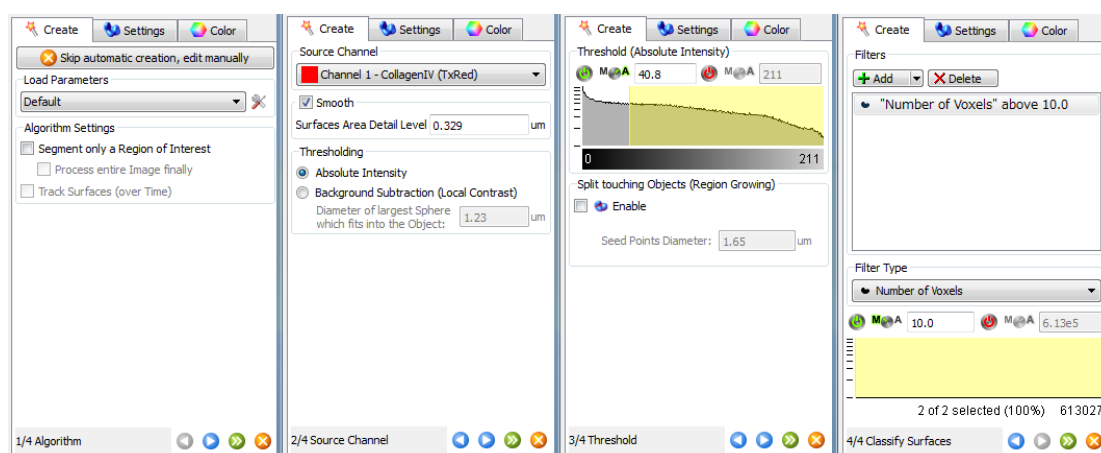 Create Settings Color
Skip automatic creation, edit manually
Load Parameters
Default
Algorithm Settings
Segment only a Region of Interest
Process entire Image finally
Track Surfaces (over Time)
1/4 Algorithm
Create Settings Color
Source Channel
Channel 1 - CollagenIV (TxRed)
Smooth
Surfaces Area Detail Level 0.329 um
Thresholding
Absolute Intensity
Background Subtraction (Local Contrast)
Diameter of largest Sphere
which fits into the Object: 1.23 um
2/4 Source Channel
Create Settings Color
Threshold (Absolute Intensity)
M A 40.8 M A 211
0 211
Split touching Objects (Region Growing)
Enable
Seed Points Diameter: 1.65 um
3/4 Threshold
Create Settings Color
Filters
Add Delete
"Number of Voxels" above 10.0
Filter Type
Number of Voxels
M A 10.0 M A 6.13e5
2 of 2 selected (100%) 613027
4/4 Classify Surfaces